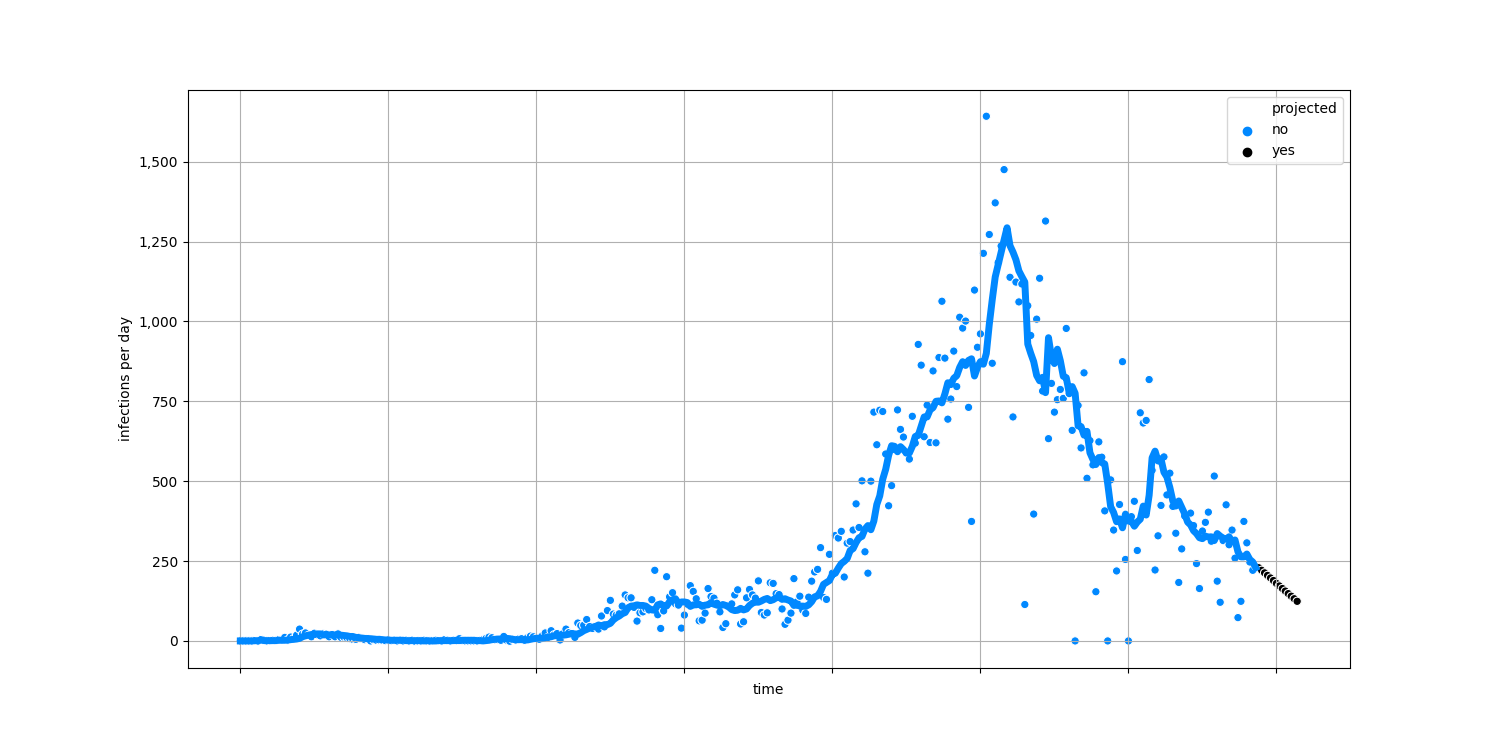 projected
no
yes
1,500
1,250
1,000
750
500
250
0
infections per day
time